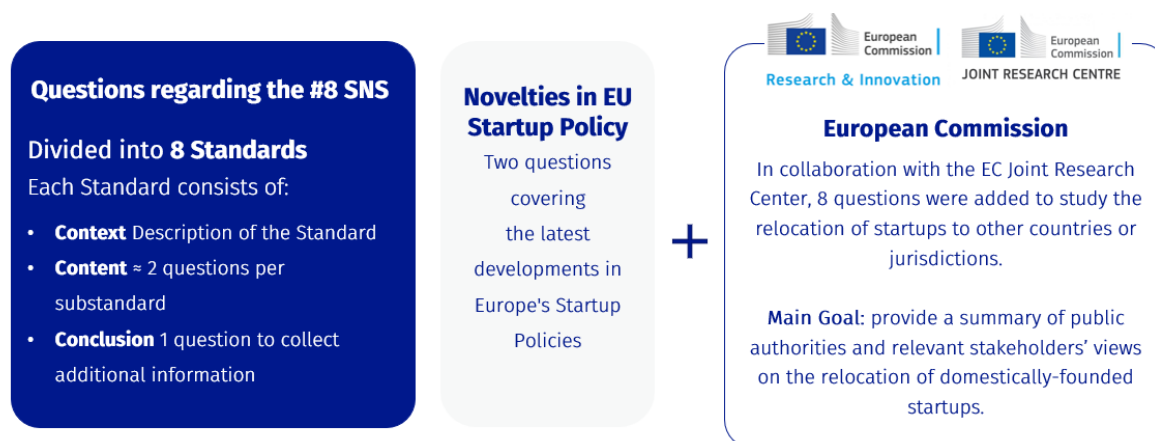 Questions regarding the #8 SNS
Divided into 8 Standards
Each Standard consists of:
• Context Description of the Standard
• Content ≈ 2 questions per
substandard
• Conclusion 1 question to collect
additional information
Novelties in EU
Startup Policy
Two questions
covering
the latest
developments in
Europe's Startup
Policies
+
European
Commission
Research & Innovation
European
Commission
JOINT RESEARCH CENTRE
European Commission
In collaboration with the EC Joint Research
Center, 8 questions were added to study the
relocation of startups to other countries or
jurisdictions.
Main Goal: provide a summary of public
authorities and relevant stakeholders’ views
on the relocation of domestically-founded
startups.